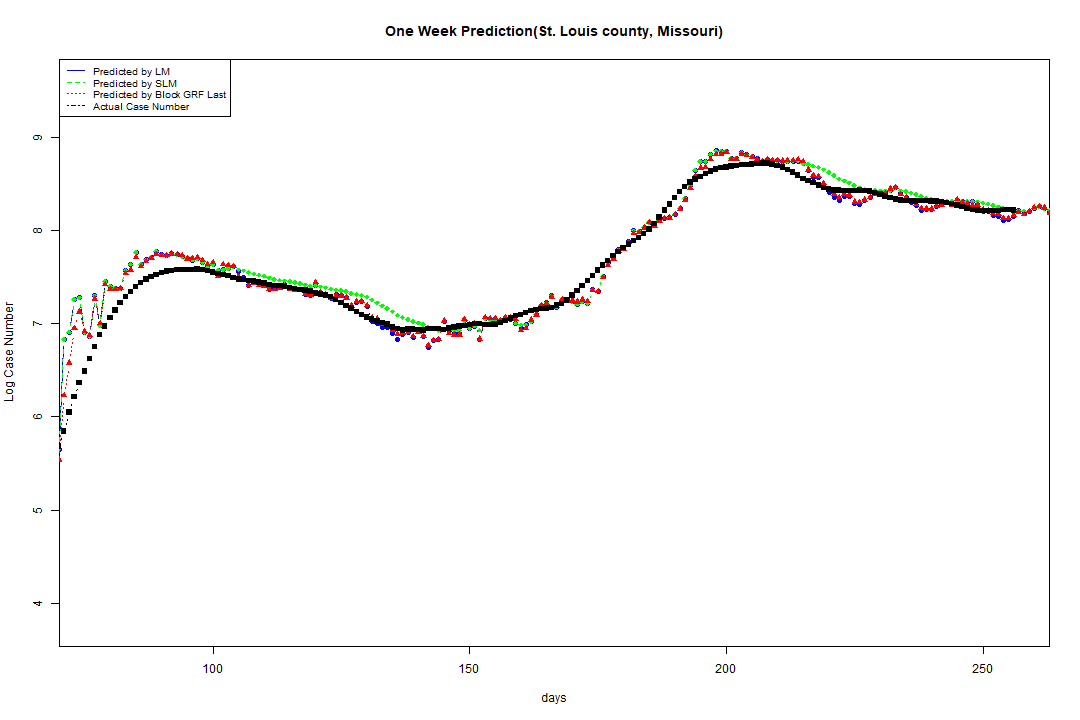 One Week Prediction(St. Louis county, Missouri)
Predicted by LM
Predicted by SLM
Predicted by Block GRF Last
Actual Case Number
9
8
7
6
5
4
Log Case Number
100 150 200 250
days